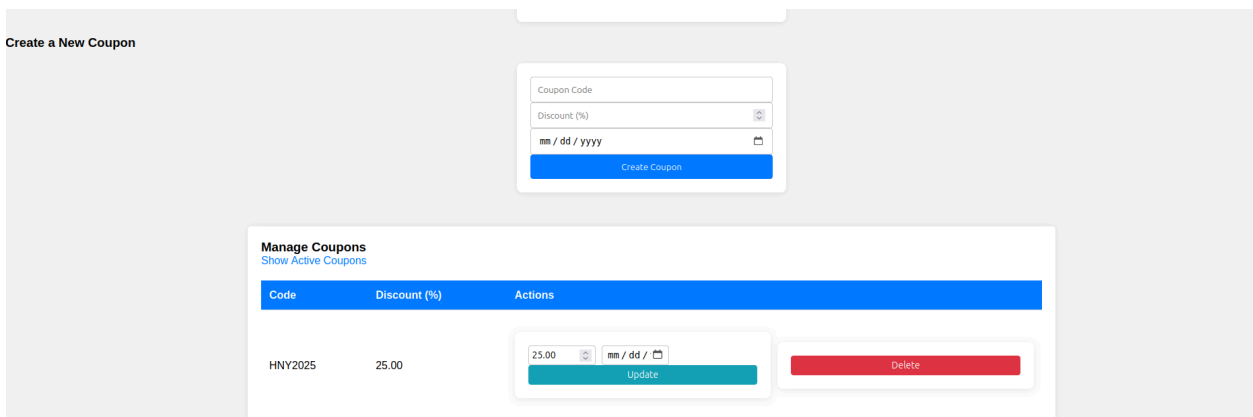 Create a New Coupon
Coupon Code
Discount (%)
mm / dd / yyyy
Create Coupon
Manage Coupons
Show Active Coupons
Code Discount (%) Actions
HNY2025 25.00 25.00 mm / dd /
Update Delete